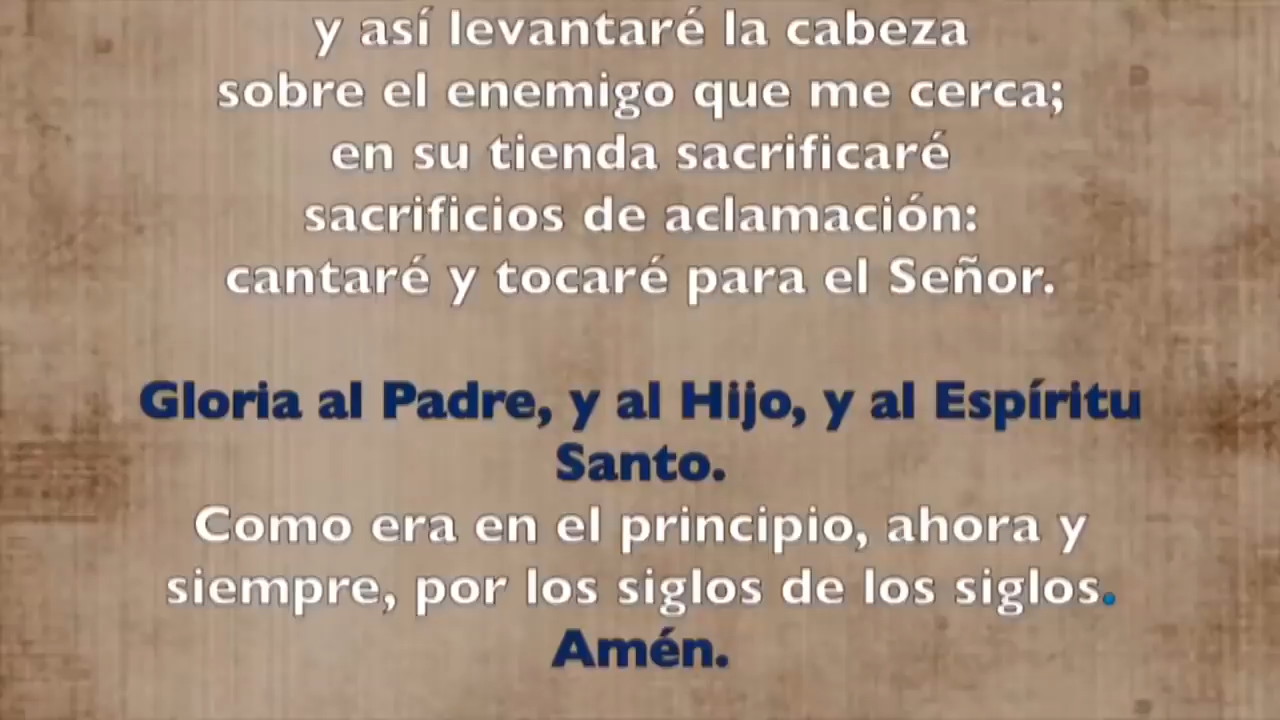 y así levantaré la cabeza
sobre el enemigo que me cerca;
en su tienda sacrificaré
sacrificios de aclamación:
cantaré y tocaré para el Señor.
Gloria al Padre, y al Hijo, y al Espíritu
Santo.
Como era en el principio, ahora y
siempre, por los siglos de los siglos.
Amén.